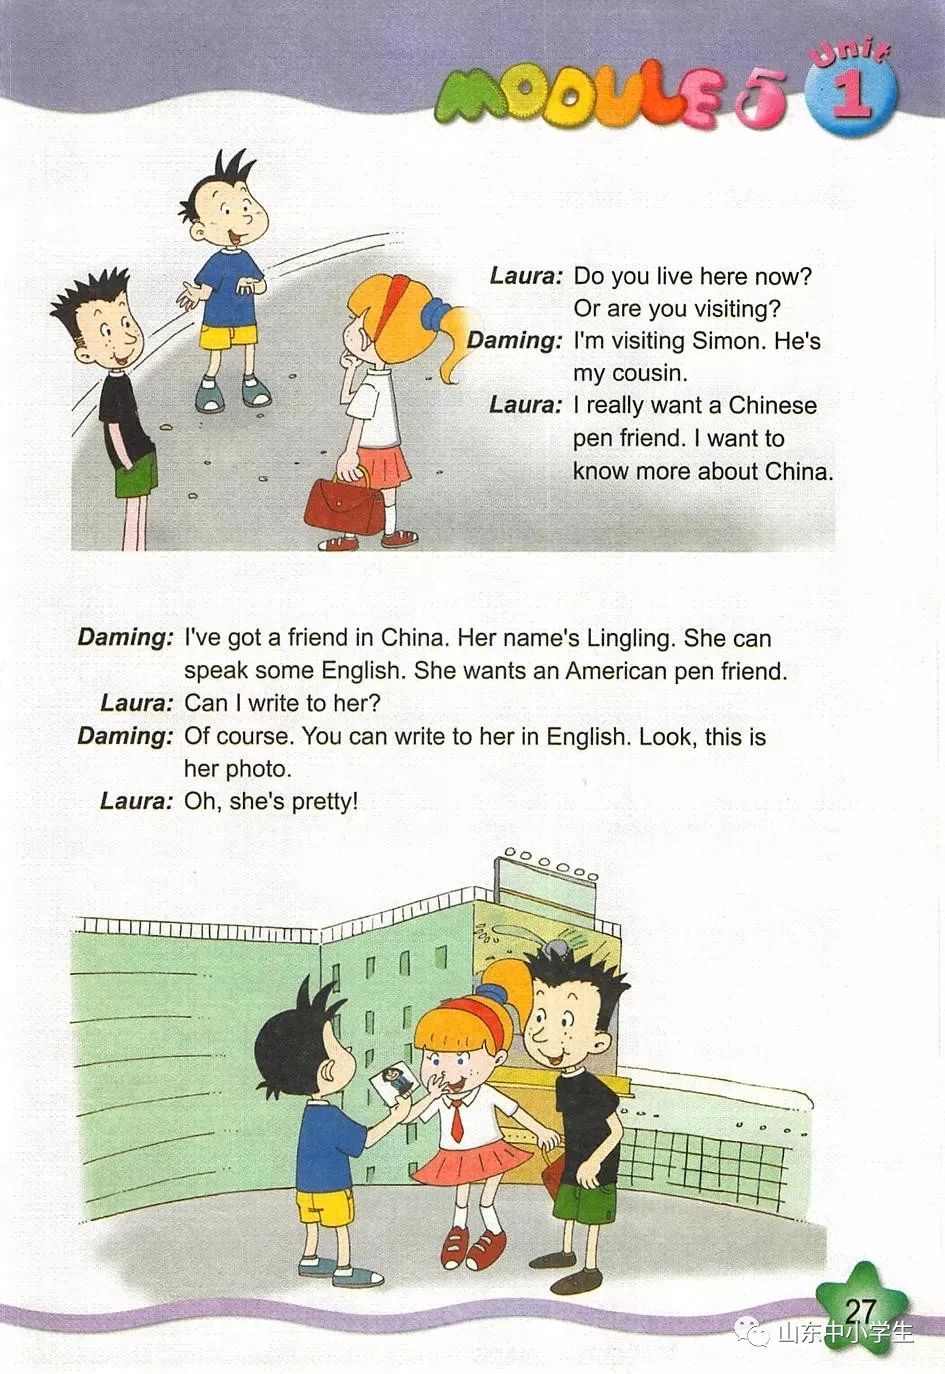 MODULE 5 Unit 1
Laura: Do you live here now?
Or are you visiting?
Daming: I'm visiting Simon. He's
my cousin.
Laura: I really want a Chinese
pen friend. I want to
know more about China.
Daming: I've got a friend in China. Her name's Lingling. She can
speak some English. She wants an American pen friend.
Laura: Can I write to her?
Daming: Of course. You can write to her in English. Look, this is
her photo.
Laura: Oh, she's pretty!
27
山东中小学生